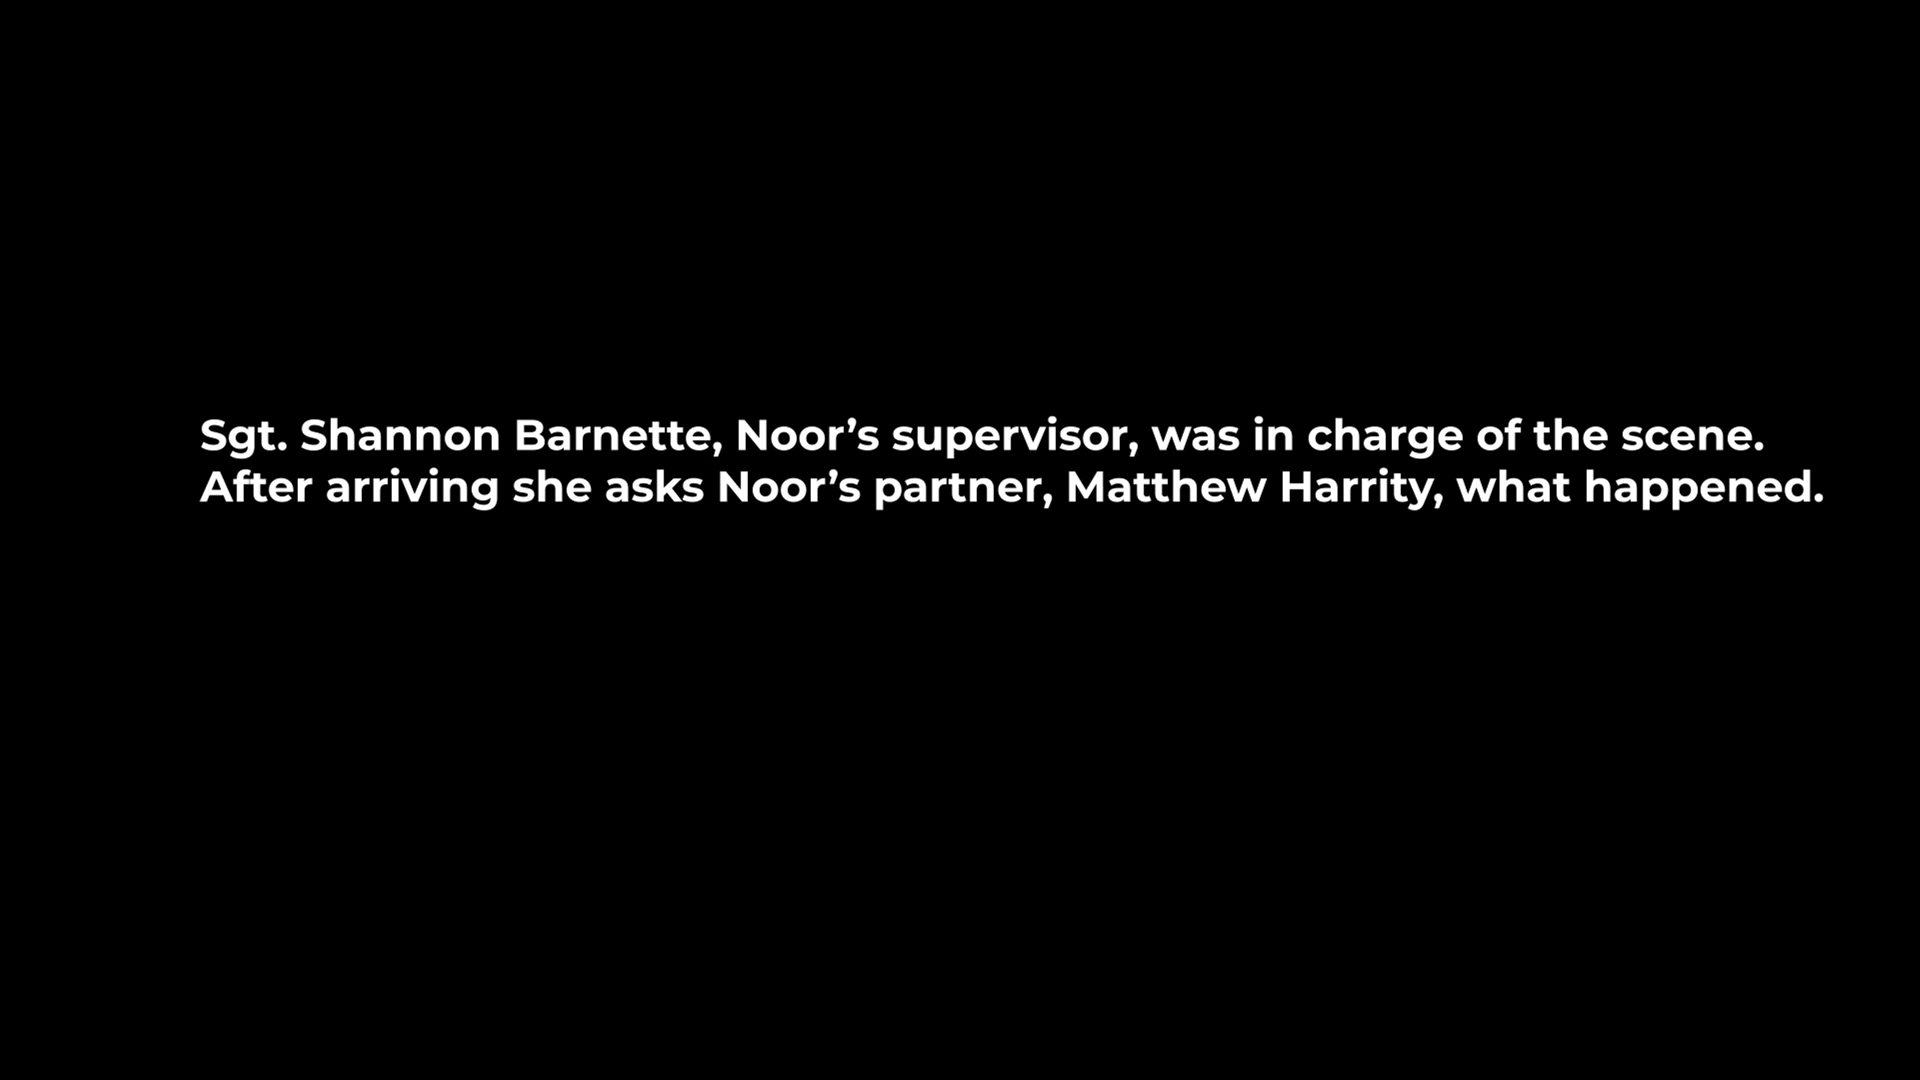 Sgt. Shannon Barnette, Noor’s supervisor, was in charge of the scene.
After arriving she asks Noor’s partner, Matthew Harrity, what happened.